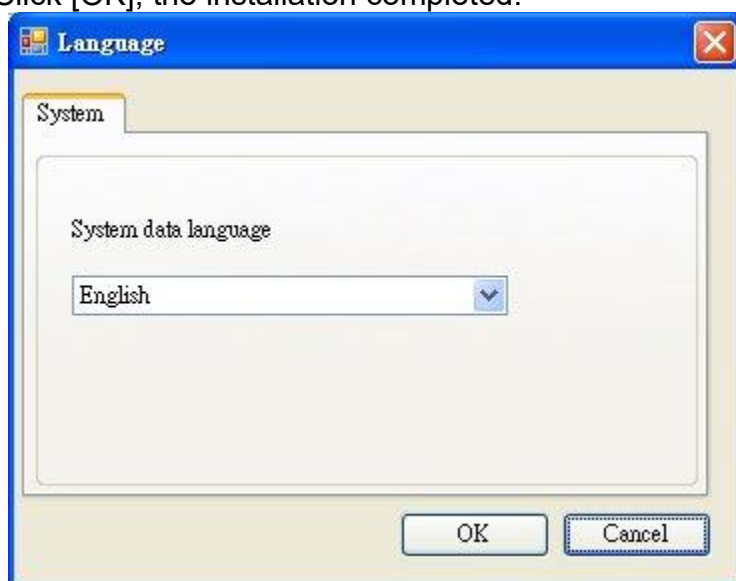 Click [OK], the installation completed.
Language
System
System data language
English
OK
Cancel